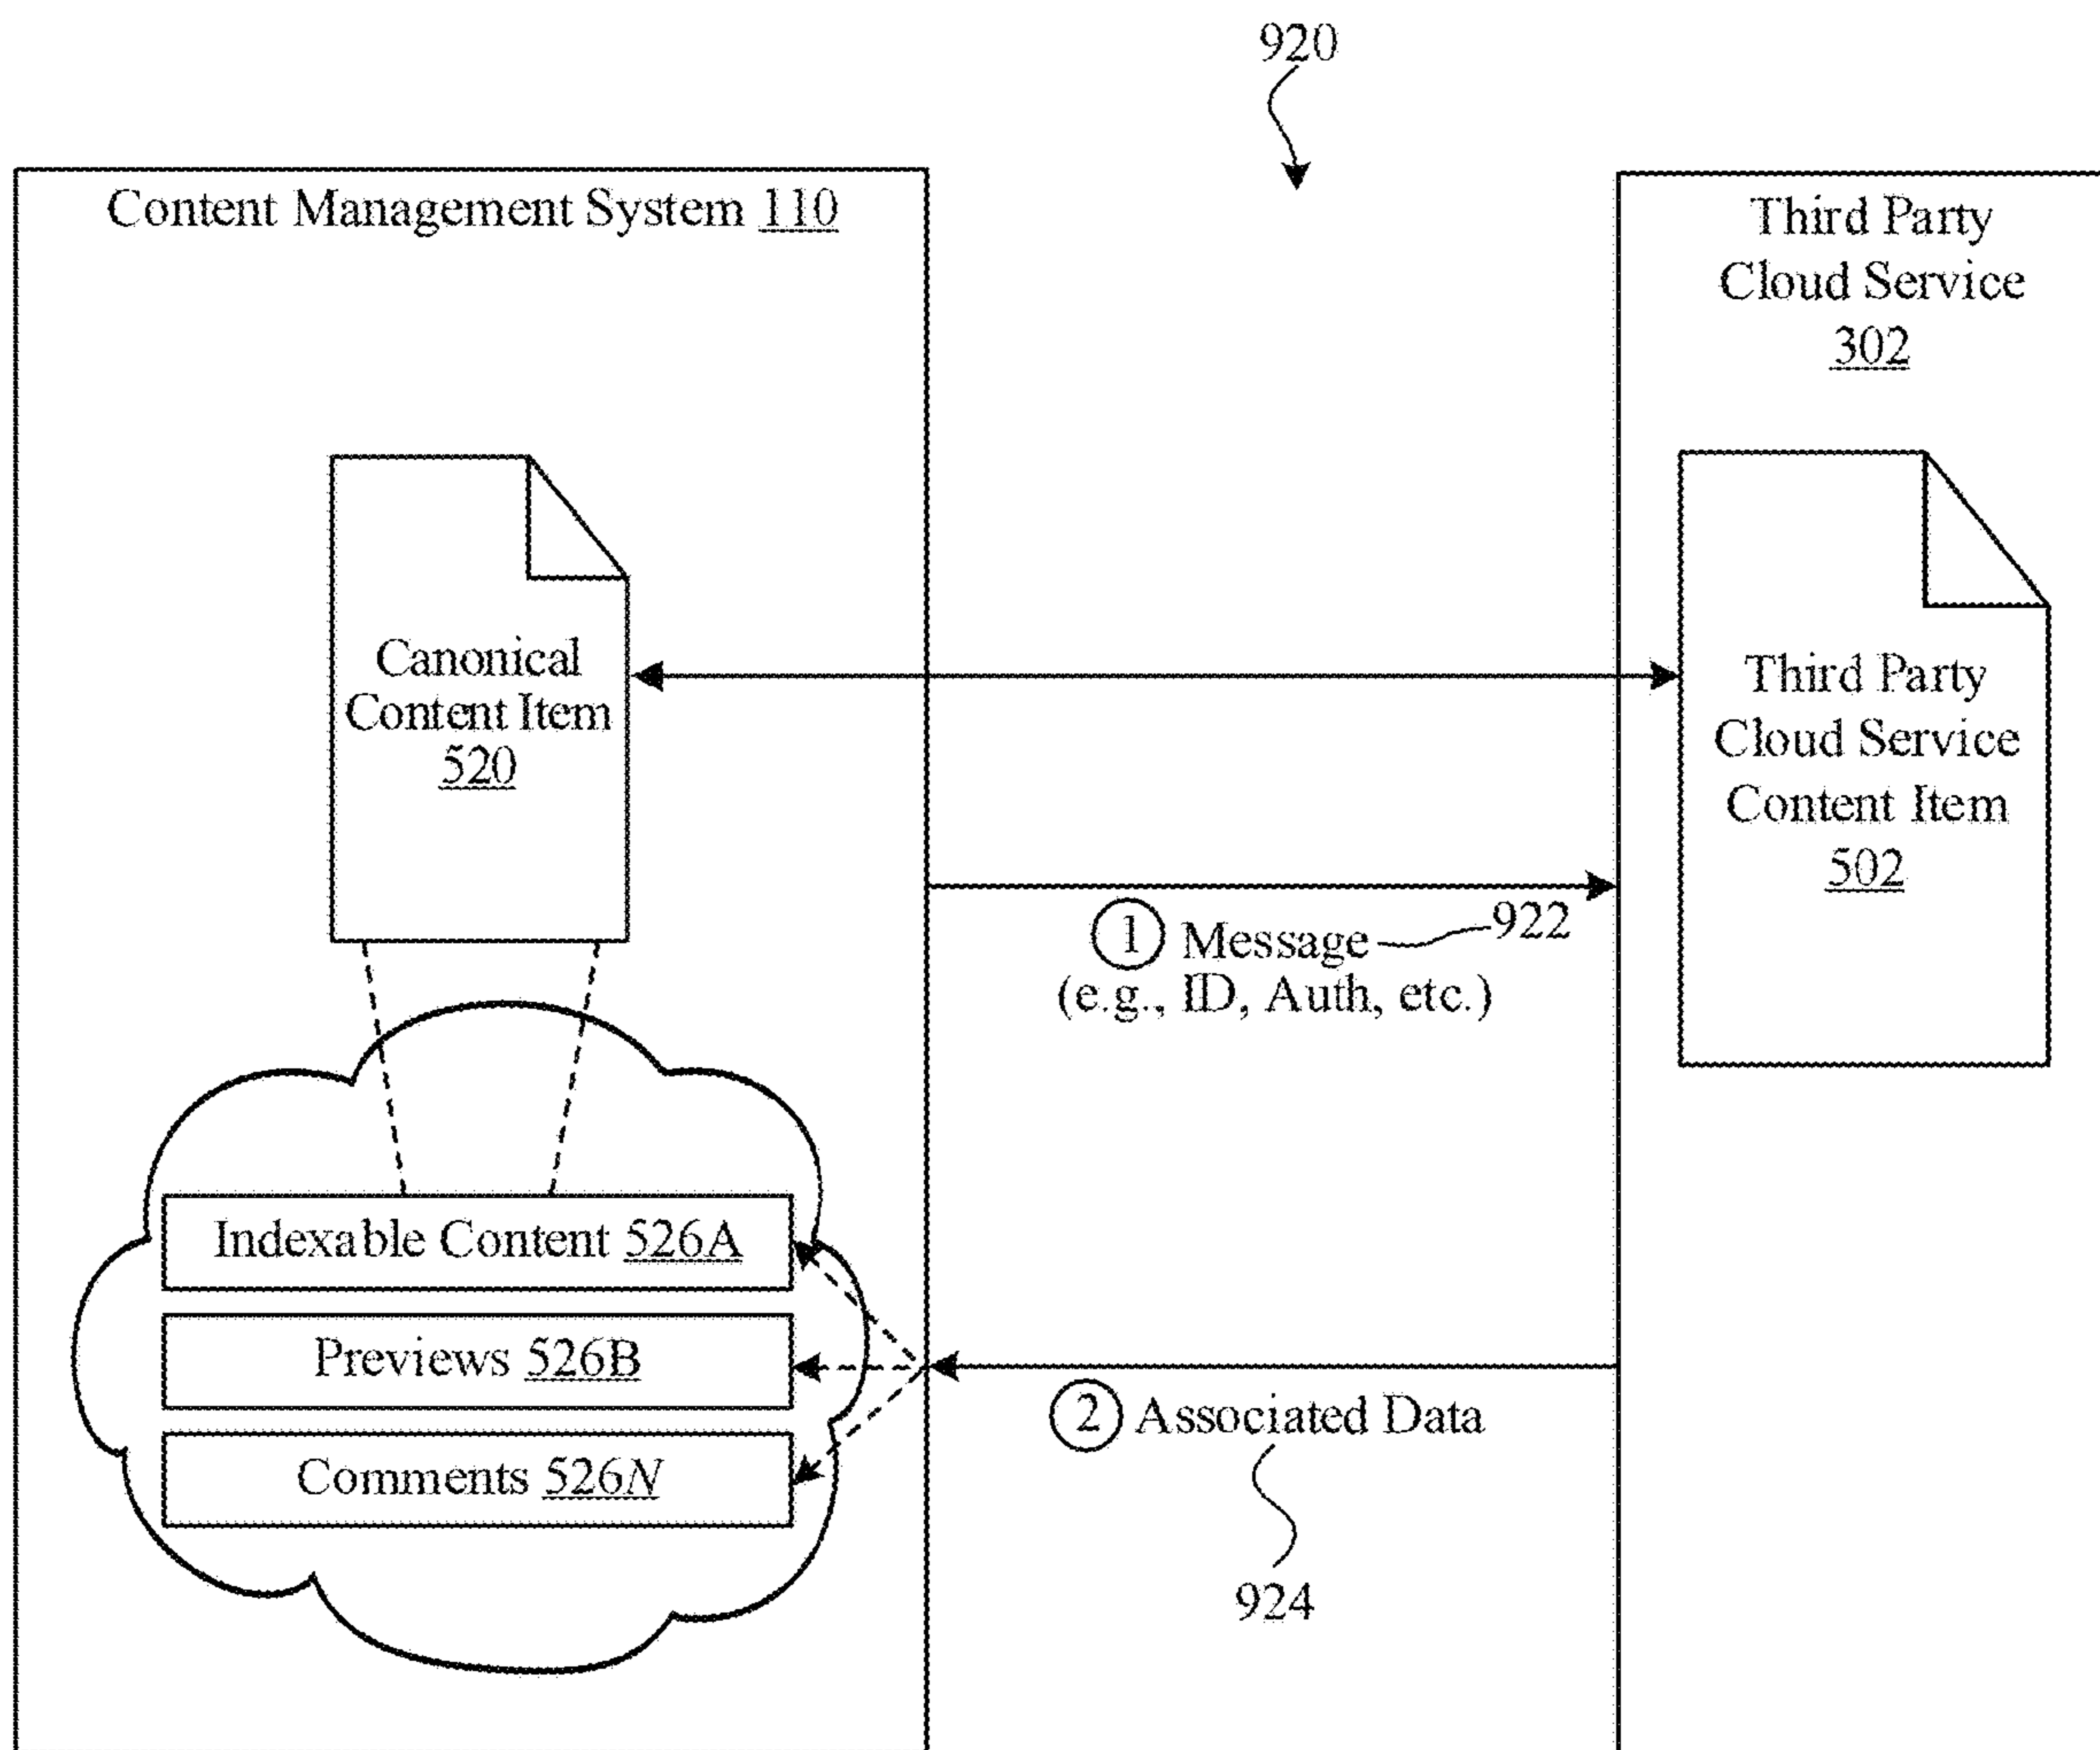 920
Content Management System 110
Third Party
Cloud Service
302
Canonical
Content Item
520
Third Party
Cloud Service
Content Item
502
1 Message 922
(e.g., ID, Auth, etc.)
Indexable Content 526A
Previews 526B
Comments 526N
2 Associated Data
924